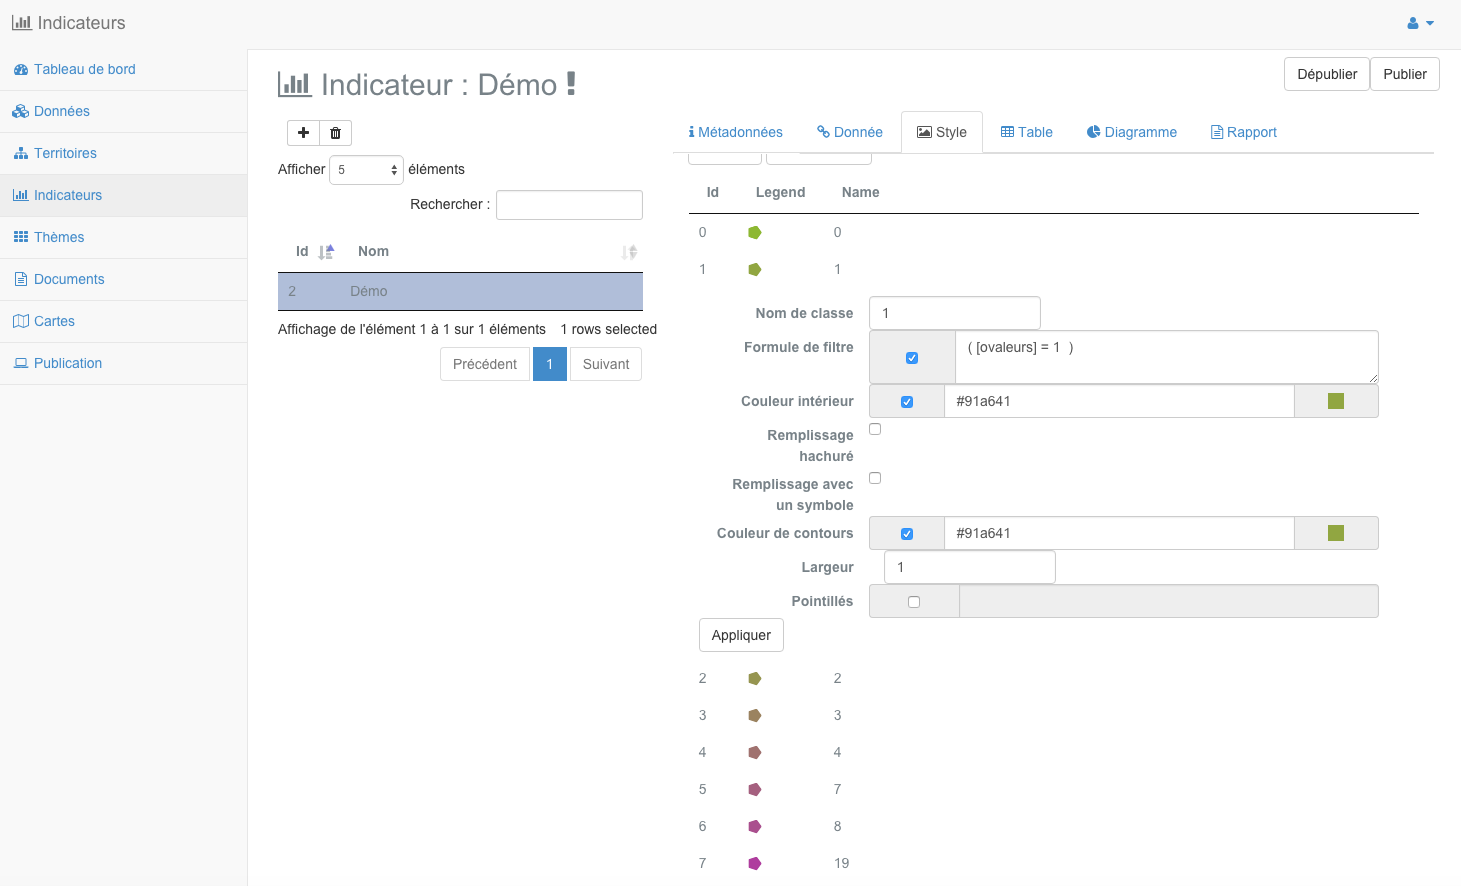 Indicateurs
Tableau de bord
Données
Territoires
Indicateurs
Thèmes
Documents
Cartes
Publication
Indicateur : Démo !
Dépublier
Publier
Afficher 5 éléments
Rechercher :
Id Nom
2 Démo
Affichage de l'élément 1 à 1 sur 1 éléments 1 rows selected
Précédent 1 Suivant
Métadonnées Donnée Style Table Diagramme Rapport
Id Legend Name
0 0
1 1
Nom de classe 1
Formule de filtre ( [ovaleurs] = 1 )
Couleur intérieur #91a641
Remplissage
hachuré
Remplissage avec
un symbole
Couleur de contours #91a641
Largeur 1
Pointillés
Appliquer
2 2
3 3
4 4
5 7
6 8
7 19